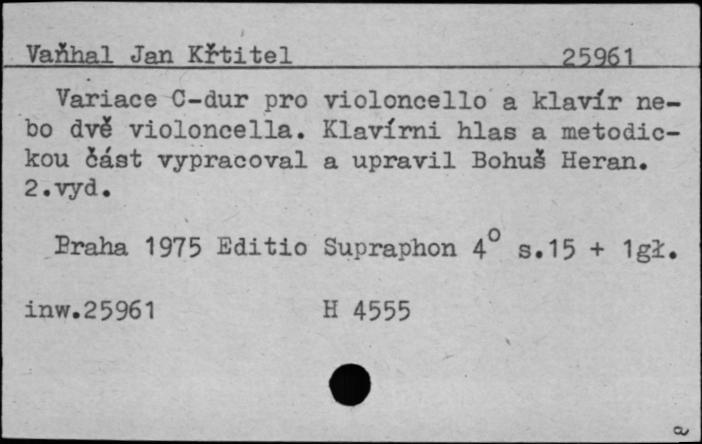 Vaňhal Jan Křtitel 25961
Variace C-dur pro violoncello a klavír ne-
bo dvě violoncella. Klavírni hlas a metodic-
kou část vypracoval a upravil Bohuš Heran.
2.vyd.
Praha 1975 Editio Supraphon 4° s.15 + 1gł.
inw.25961 H 4555
a